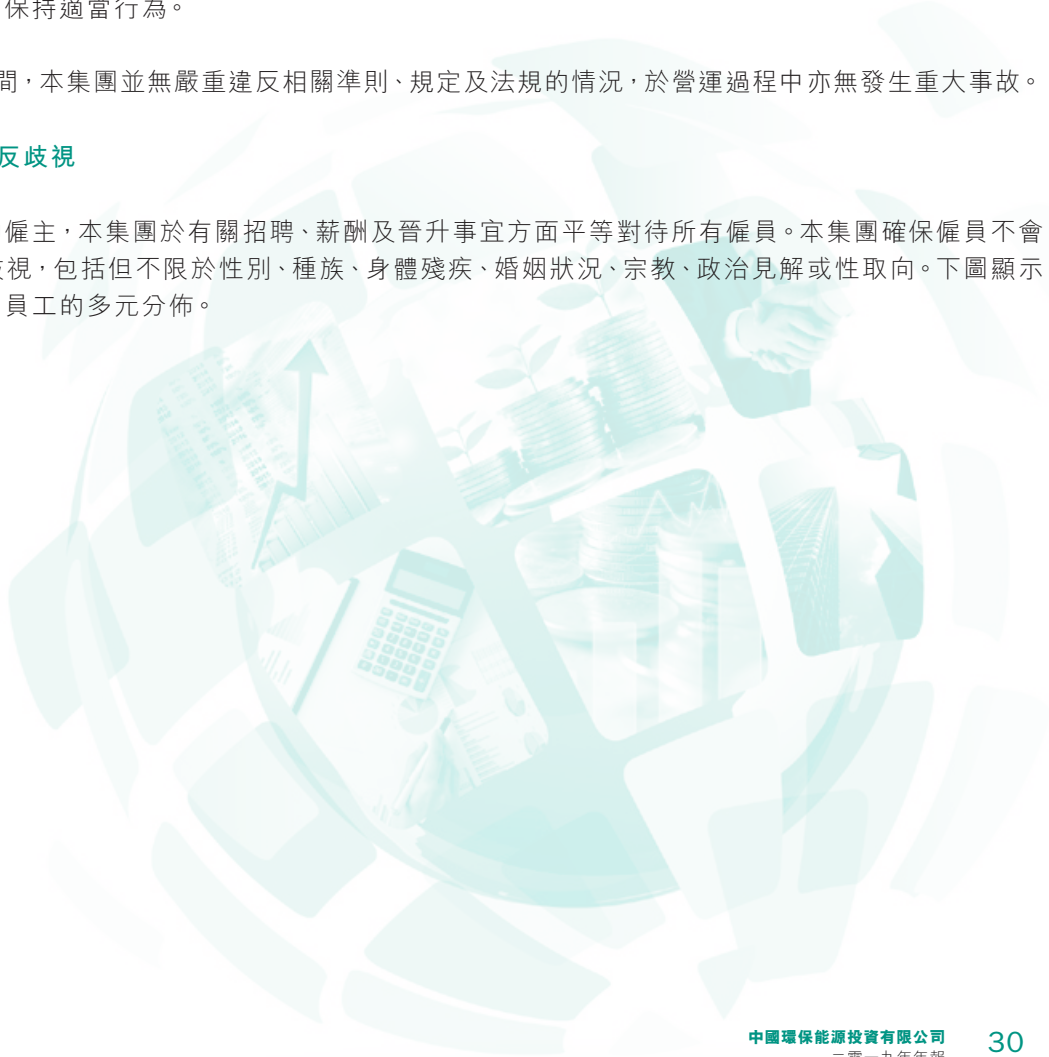 保持適當行為。
間，本集團並無嚴重違反相關準則、規定及法規的情況，於營運過程中亦無發生重大事故。
反歧視
僱主，本集團於有關招聘、薪酬及晉升事宜方面平等對待所有僱員。本集團確保僱員不會
歧視，包括但不限於性別、種族、身體殘疾、婚姻狀況、宗教、政治見解或性取向。下圖顯示
員工的多元分佈。
中國環保能源投資有限公司
30
二零一九年年報